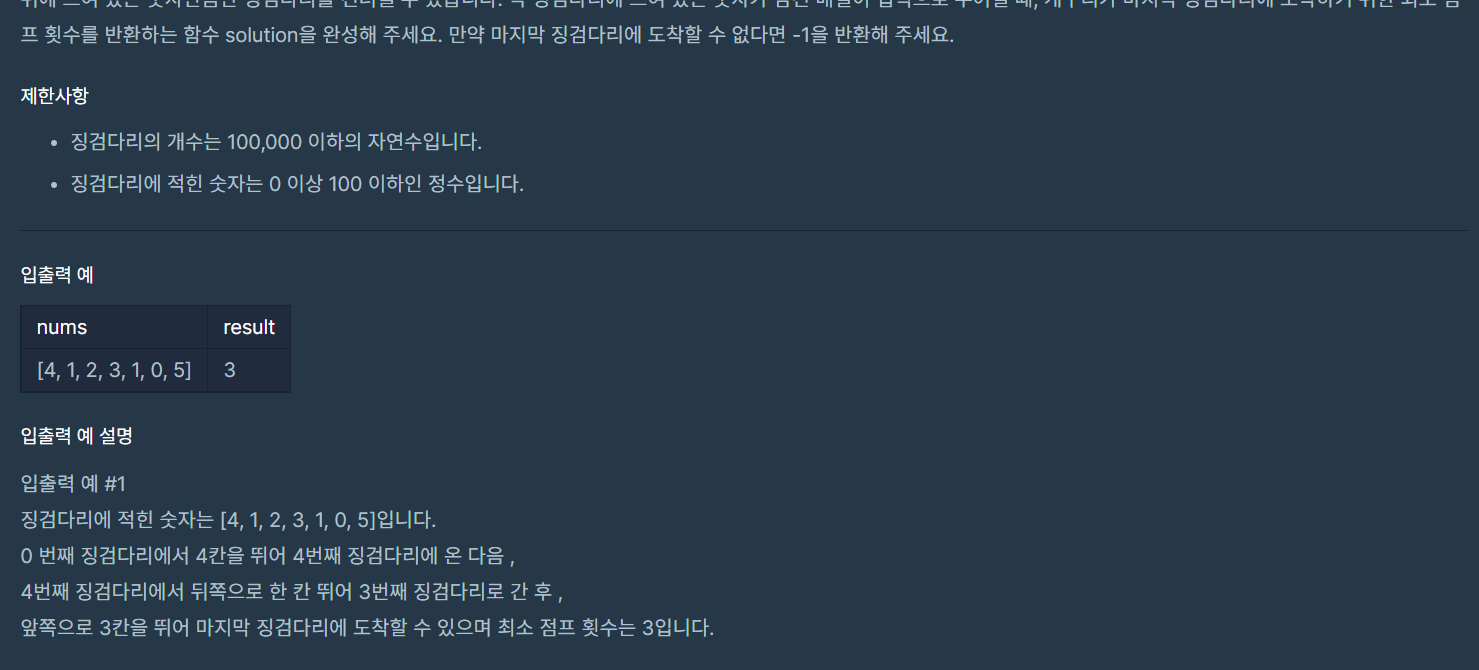 프 횟수를 반환하는 함수 solution을 완성해 주세요. 만약 마지막 징검다리에 도착할 수 없다면 -1을 반환해 주세요.
제한사항
• 징검다리의 개수는 100,000 이하의 자연수입니다.
• 징검다리에 적힌 숫자는 0 이상 100 이하인 정수입니다.
입출력 예
nums result
[4, 1, 2, 3, 1, 0, 5] 3
입출력 예 설명
입출력 예 #1
징검다리에 적힌 숫자는 [4, 1, 2, 3, 1, 0, 5]입니다.
0 번째 징검다리에서 4칸을 뛰어 4번째 징검다리에 온 다음 ,
4번째 징검다리에서 뒤쪽으로 한 칸 뛰어 3번째 징검다리로 간 후 ,
앞쪽으로 3칸을 뛰어 마지막 징검다리에 도착할 수 있으며 최소 점프 횟수는 3입니다.